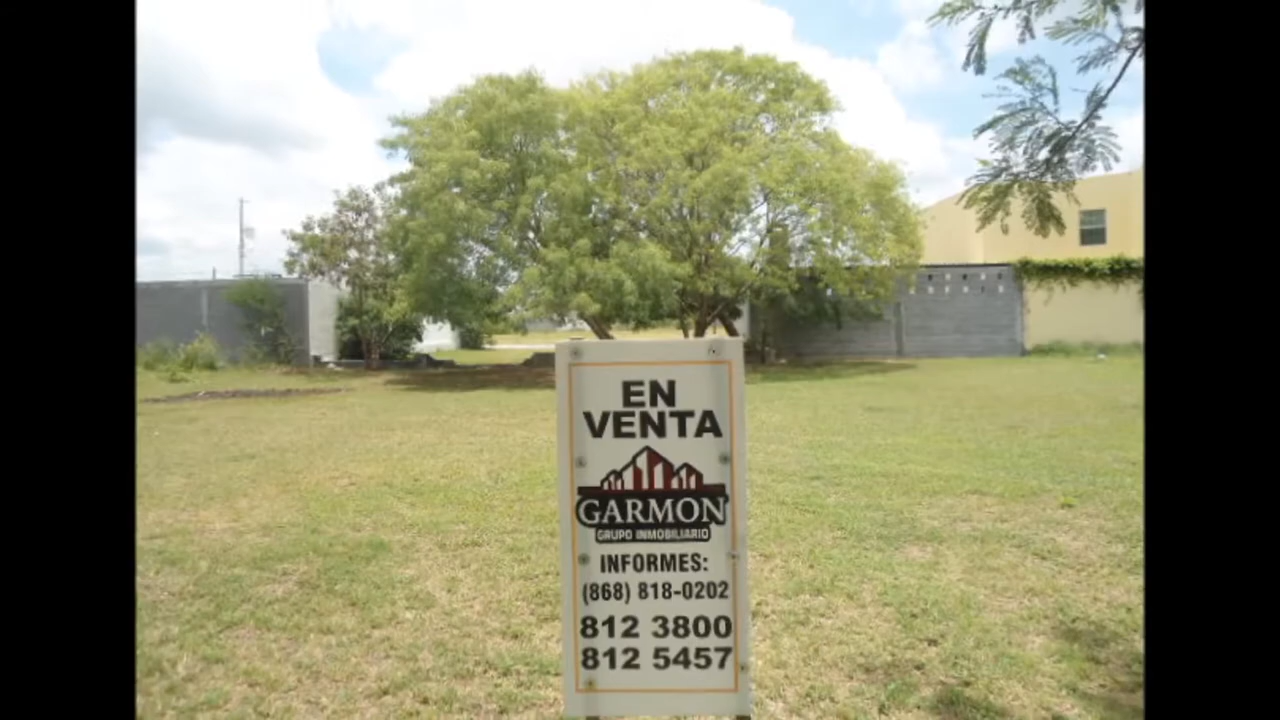 EN
VENTA
GARMON
GRUPO INMOBILIARIO
INFORMES:
(868) 818-0202
812 3800
812 5457